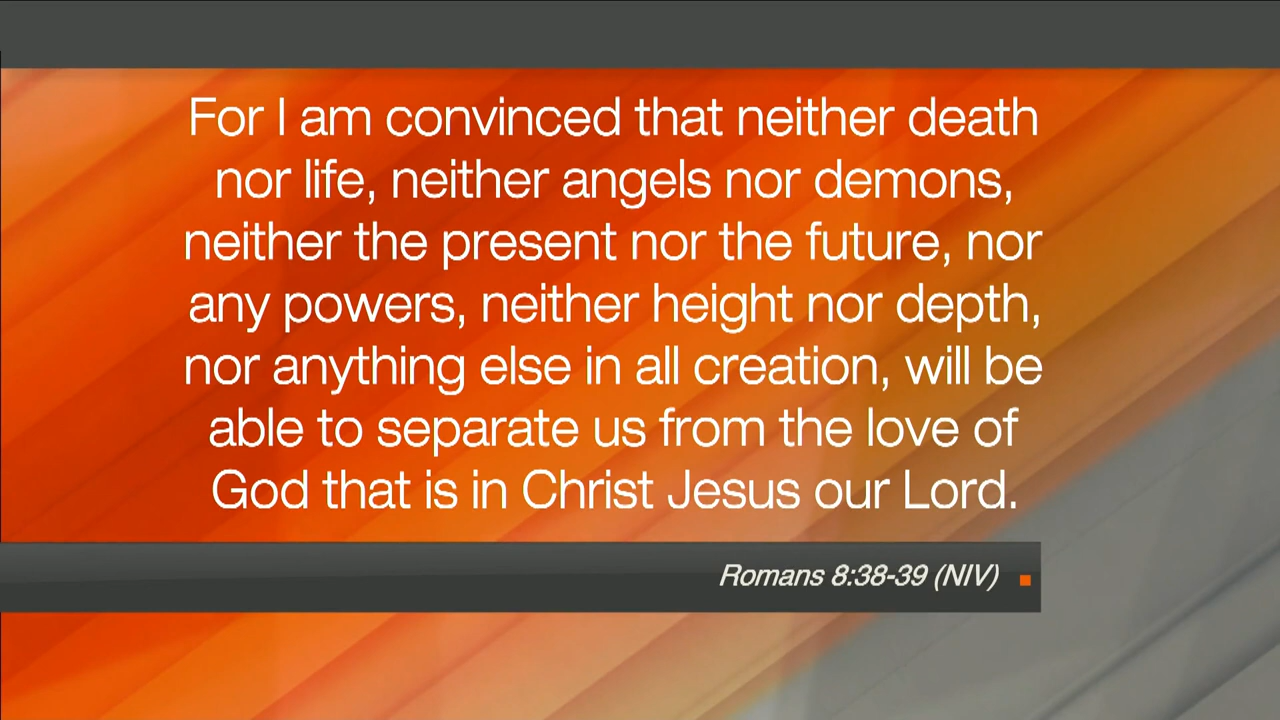 For I am convinced that neither death
nor life, neither angels nor demons,
neither the present nor the future, nor
any powers, neither height nor depth,
nor anything else in all creation, will be
able to separate us from the love of
God that is in Christ Jesus our Lord.
Romans 8:38-39 (NIV)